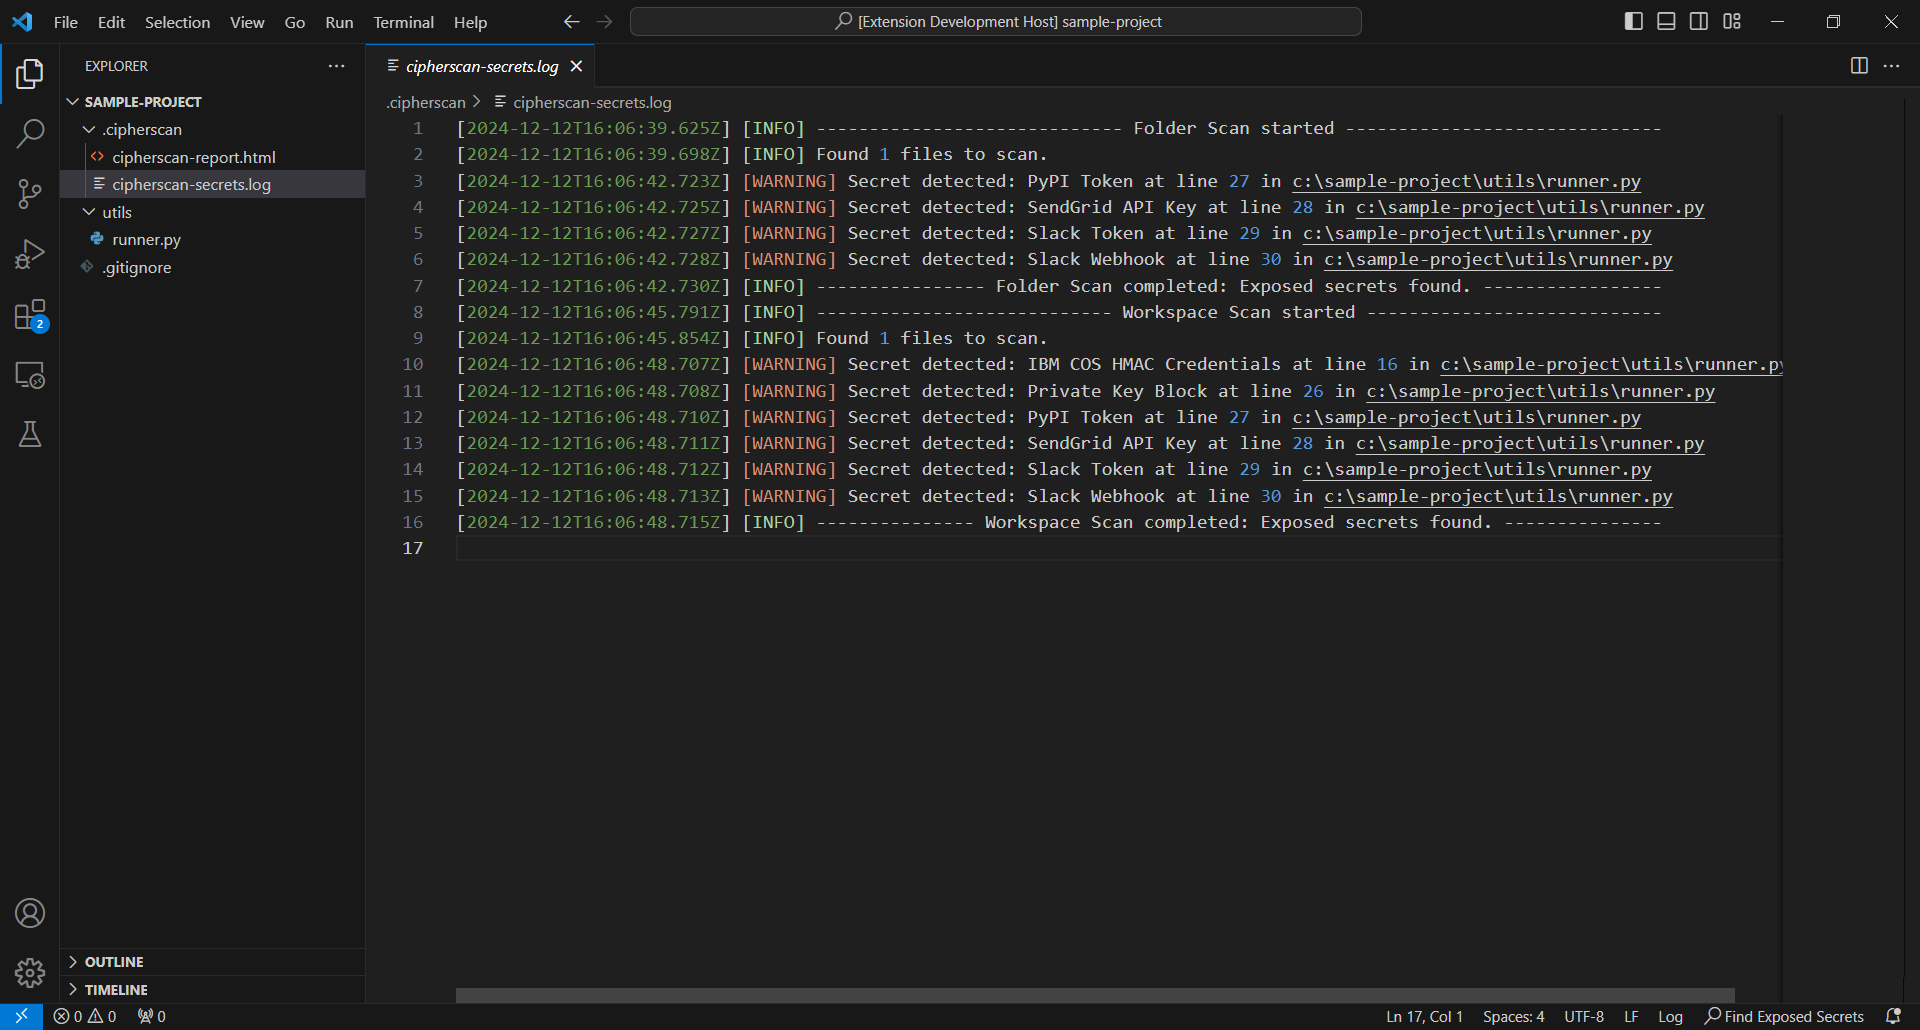 File Edit Selection View Go Run Terminal Help
[Extension Development Host] sample-project
EXPLORER
SAMPLE-PROJECT
.cipherscan
cipherscan-report.html
cipherscan-secrets.log
utils
runner.py
.gitignore
2
OUTLINE
TIMELINE
cipherscan-secrets.log
.cipherscan > cipherscan-secrets.log
1 [2024-12-12T16:06:39.625Z] [INFO] ----------------------------- Folder Scan started ------------------------------
2 [2024-12-12T16:06:39.698Z] [INFO] Found 1 files to scan.
3 [2024-12-12T16:06:42.723Z] [WARNING] Secret detected: PyPI Token at line 27 in c:\sample-project\utils\runner.py
4 [2024-12-12T16:06:42.725Z] [WARNING] Secret detected: SendGrid API Key at line 28 in c:\sample-project\utils\runner.py
5 [2024-12-12T16:06:42.727Z] [WARNING] Secret detected: Slack Token at line 29 in c:\sample-project\utils\runner.py
6 [2024-12-12T16:06:42.728Z] [WARNING] Secret detected: Slack Webhook at line 30 in c:\sample-project\utils\runner.py
7 [2024-12-12T16:06:42.730Z] [INFO] ---------------- Folder Scan completed: Exposed secrets found. -----------------
8 [2024-12-12T16:06:45.791Z] [INFO] ---------------------------- Workspace Scan started ----------------------------
9 [2024-12-12T16:06:45.854Z] [INFO] Found 1 files to scan.
10 [2024-12-12T16:06:48.707Z] [WARNING] Secret detected: IBM COS HMAC Credentials at line 16 in c:\sample-project\utils\runner.py
11 [2024-12-12T16:06:48.708Z] [WARNING] Secret detected: Private Key Block at line 26 in c:\sample-project\utils\runner.py
12 [2024-12-12T16:06:48.710Z] [WARNING] Secret detected: PyPI Token at line 27 in c:\sample-project\utils\runner.py
13 [2024-12-12T16:06:48.711Z] [WARNING] Secret detected: SendGrid API Key at line 28 in c:\sample-project\utils\runner.py
14 [2024-12-12T16:06:48.712Z] [WARNING] Secret detected: Slack Token at line 29 in c:\sample-project\utils\runner.py
15 [2024-12-12T16:06:48.713Z] [WARNING] Secret detected: Slack Webhook at line 30 in c:\sample-project\utils\runner.py
16 [2024-12-12T16:06:48.715Z] [INFO] --------------- Workspace Scan completed: Exposed secrets found. ---------------
17
0 0 0 Ln 17, Col 1 Spaces: 4 UTF-8 LF Log Find Exposed Secrets